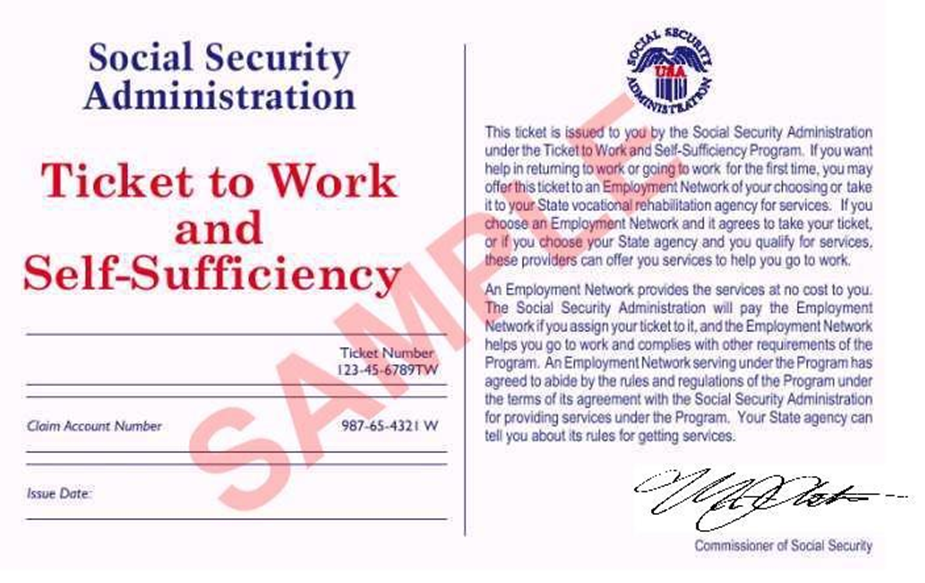 Social Security
Administration
Ticket to Work
and
Self-Sufficiency
Ticket Number
123-45-6789TW
Claim Account Number 987-65-4321 W
Issue Date:
SAMPLE
SOCIAL SECURITY
USA
ADMINISTRATION
This ticket is issued to you by the Social Security Administration
under the Ticket to Work and Self-Sufficiency Program. If you want
help in returning to work or going to work for the first time, you may
offer this ticket to an Employment Network of your choosing or take
it to your State vocational rehabilitation agency for services. If you
choose an Employment Network and it agrees to take your ticket,
or if you choose your State agency and you qualify for services,
these providers can offer you services to help you go to work.
An Employment Network provides the services at no cost to you.
The Social Security Administration will pay the Employment
Network if you assign your ticket to it, and the Employment Network
helps you go to work and complies with other requirements of the
Program. An Employment Network serving under the Program has
agreed to abide by the rules and regulations of the Program under
the terms of its agreement with the Social Security Administration
for providing services under the Program. Your State agency can
tell you about its rules for getting services.
Commissioner of Social Security